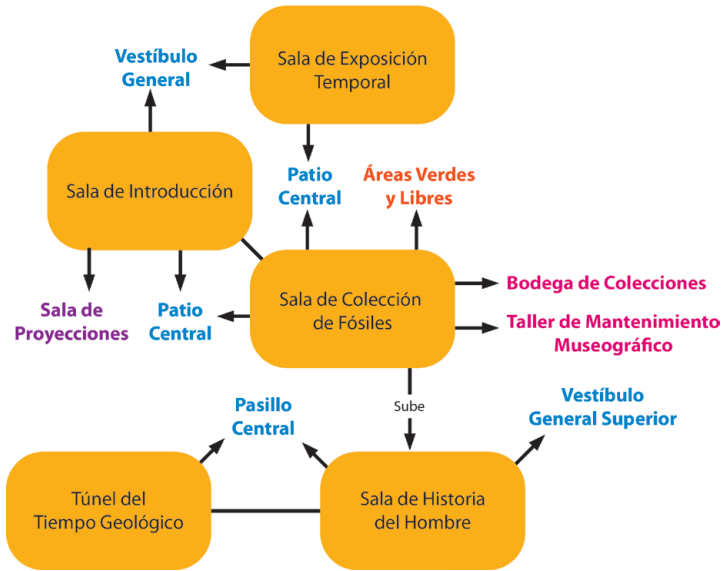 Sala de Exposición
Temporal
Vestíbulo
General
Sala de Introducción
Patio
Central
Áreas Verdes
y Libres
Sala de
Proyecciones
Patio
Central
Sala de Colección
de Fósiles
Bodega de Colecciones
Taller de Mantenimiento
Museográfico
Sube
Pasillo
Central
Vestíbulo
General Superior
Túnel del
Tiempo Geológico
Sala de Historia
del Hombre